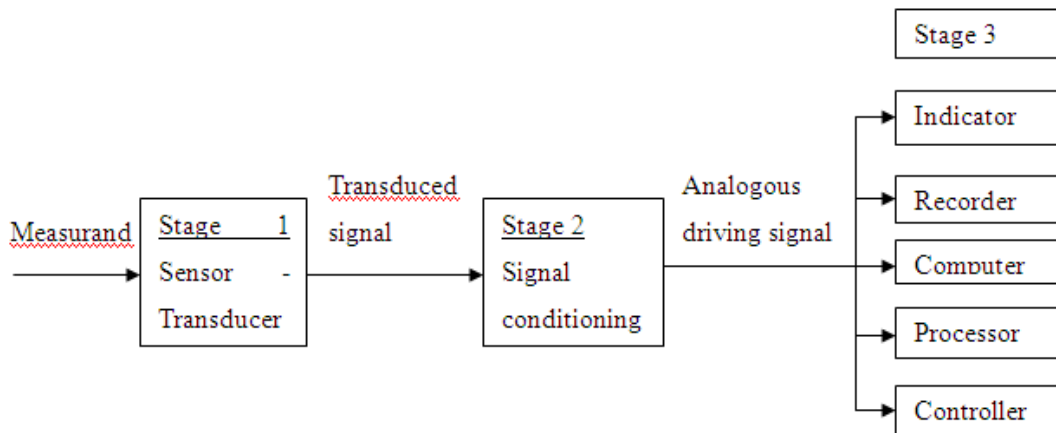 Measurand
Stage 1
Sensor -
Transducer
Transduced
signal
Stage 2
Signal
conditioning
Analogous
driving signal
Stage 3
Indicator
Recorder
Computer
Processor
Controller